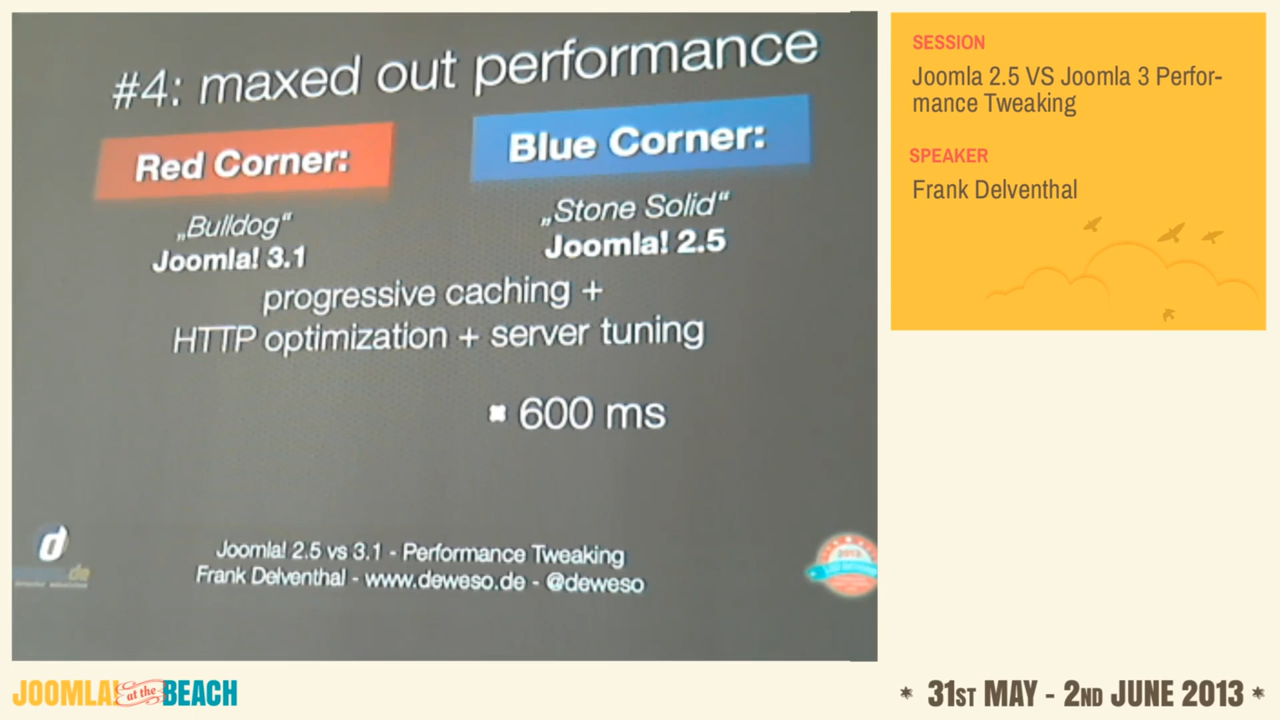 #4: maxed out performance
Red Corner:
Blue Corner:
„Bulldog“
Joomla! 3.1
„Stone Solid“
Joomla! 2.5
progressive caching +
HTTP optimization + server tuning
600 ms
Joomla! 2.5 vs 3.1 - Performance Tweaking
Frank Delventhal - www.deweso.de - @deweso
d
de
2013
SESSION
Joomla 2.5 VS Joomla 3 Perfor-
mance Tweaking
SPEAKER
Frank Delventhal
JOOMLA! at the BEACH
* 31ST MAY - 2ND JUNE 2013 *